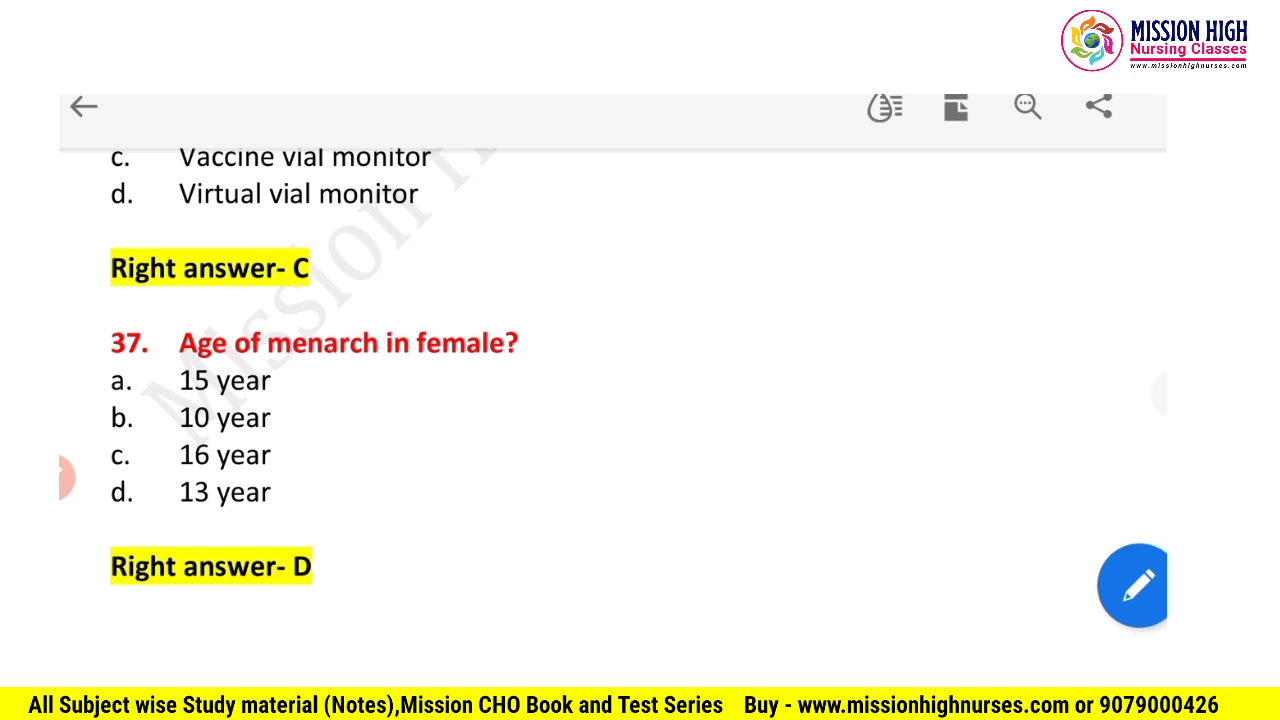 MISSION HIGH
Nursing Classes
www.missionhighnurses.com
c. Vaccine vial monitor
d. Virtual vial monitor
Right answer- C
37. Age of menarch in female?
a. 15 year
b. 10 year
c. 16 year
d. 13 year
Right answer- D
Mission
All Subject wise Study material (Notes),Mission CHO Book and Test Series Buy - www.missionhighnurses.com or 9079000426